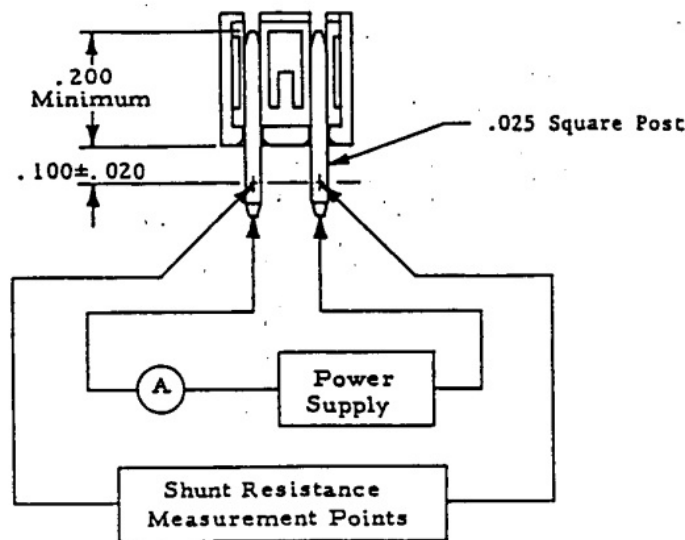 .200
Minimum
.025 Square Post
.100±.020
A
Power
Supply
Shunt Resistance
Measurement Points